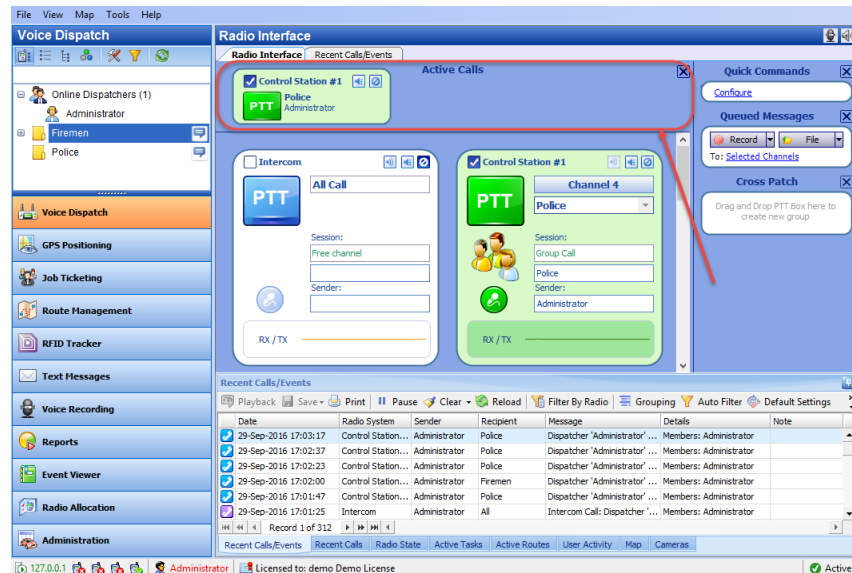 File View Map Tools Help
Voice Dispatch
Online Dispatchers (1)
Administrator
Firemen
Police
Voice Dispatch
GPS Positioning
Job Ticketing
Route Management
RFID Tracker
Text Messages
Voice Recording
Reports
Event Viewer
Radio Allocation
Administration
Radio Interface
Radio Interface Recent Calls/Events
Active Calls
Control Station #1
PTT Police
Administrator
Intercom
PTT All Call
Session:
Free channel
Sender:
RX / TX
Control Station #1
PTT Channel 4
Police
Session:
Group Call
Police
Sender:
Administrator
RX / TX
Quick Commands
Configure
Queued Messages
Record File
To: Selected Channels
Cross Patch
Drag and Drop PTT Box here to
create new group
Recent Calls/Events
Playback Save Print Pause Clear Reload Filter By Radio Grouping Auto Filter Default Settings
Date Radio System Sender Recipient Message Details Note
29-Sep-2016 17:03:17 Control Station... Administrator Police Dispatcher 'Administrator' ... Members: Administrator
29-Sep-2016 17:02:37 Control Station... Administrator Police Dispatcher 'Administrator' ... Members: Administrator
29-Sep-2016 17:02:23 Control Station... Administrator Police Dispatcher 'Administrator' ... Members: Administrator
29-Sep-2016 17:02:00 Control Station... Administrator Firemen Dispatcher 'Administrator' ... Members: Administrator
29-Sep-2016 17:01:47 Control Station... Administrator Police Dispatcher 'Administrator' ... Members: Administrator
29-Sep-2016 17:01:25 Intercom Administrator All Intercom Call: Dispatcher '... Members: Administrator
Record 1 of 312
Recent Calls/Events Recent Calls Radio State Active Tasks Active Routes User Activity Map Cameras
127.0.0.1 Administrator Licensed to: demo Demo License Active